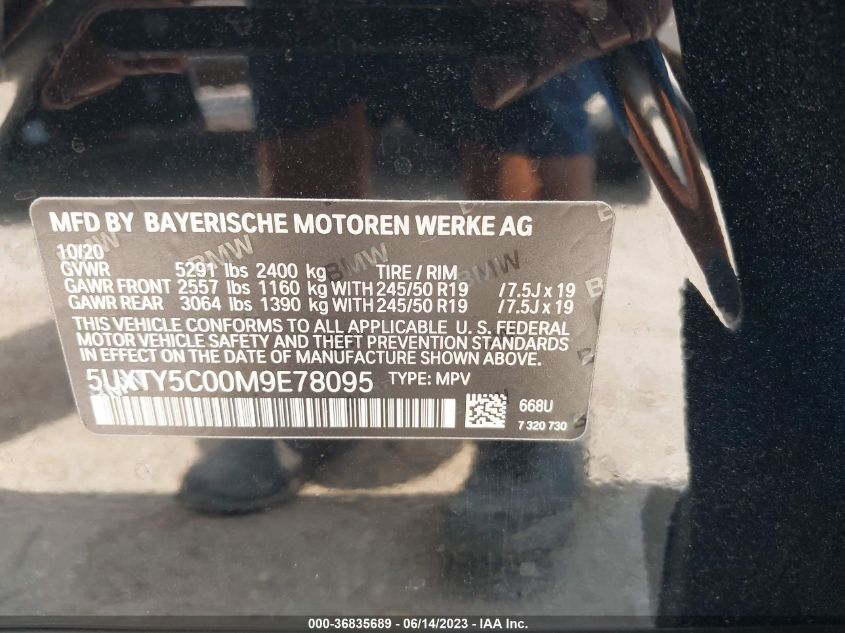 MFD BY BAYERISCHE MOTOREN WERKE AG
10/20
GVWR 5291 lbs 2400 kg TIRE / RIM
GAWR FRONT 2557 lbs 1160 kg WITH 245/50 R19 /7.5J x 19
GAWR REAR 3064 lbs 1390 kg WITH 245/50 R19 /7.5J x 19
THIS VEHICLE CONFORMS TO ALL APPLICABLE U. S. FEDERAL
MOTOR VEHICLE SAFETY AND THEFT PREVENTION STANDARDS
IN EFFECT ON THE DATE OF MANUFACTURE SHOWN ABOVE.
5UXTY5C00M9E78095 TYPE: MPV
668U
7 320 730
BMW BMW BMW
000-36835689 - 06/14/2023 - IAA Inc.